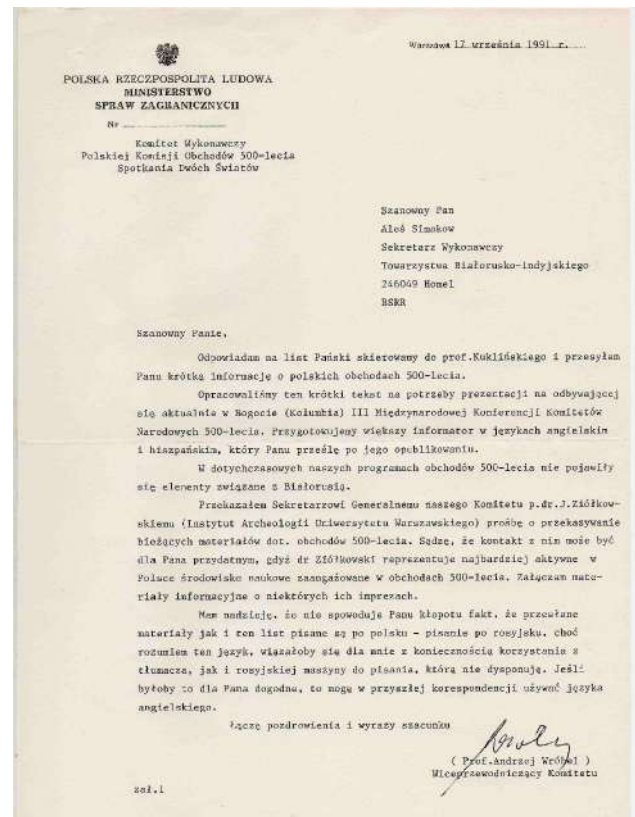 Warszawa 17 września 1991 r.
POLSKA RZECZPOSPOLITA LUDOWA
MINISTERSTWO
SPRAW ZAGRANICZNYCH
Nr
Komitet Wykonawczy
Polskiej Komisji Obchodów 500-lecia
Spotkania Dwóch Światów
Szanowny Pan
Aleś Simakow
Sekretarz Wykonawczy
Towarzystwa Białorusko-indyjskiego
246049 Homel
BSRR
Szanowny Panie,
Odpowiadam na list Pański skierowany do prof.Kuklińskiego i przesyłam
Panu krótką informację o polskich obchodach 500-lecia.
Opracowaliśmy ten krótki tekst na potrzeby prezentacji na odbywającej
się aktualnie w Bogocie (Kolumbia) III Międzynarodowej Konferencji Komitetów
Narodowych 500-lecia. Przygotowujemy większy informator w językach angielskim
i hiszpańskim, który Panu prześlę po jego opublikowaniu.
W dotychczasowych naszych programach obchodów 500-lecia nie pojawiły
się elementy związane z Białorusią.
Przekazałem Sekretarzowi Generalnemu naszego Komitetu p.dr.J.Ziółkow-
skiemu (Instytut Archeologii Uniwersytetu Warszawskiego) prośbę o przekazywanie
bieżących materiałów dot. obchodów 500-lecia. Sądzę, że kontakt z nim może być
dla Pana przydatnym, gdyż dr Ziółkowski reprezentuje najbardziej aktywne w
Polsce środowisko naukowe zaangażowane w obchodach 500-lecia. Załączam mate-
riały informacyjne o niektórych ich imprezach.
Mam nadzieję, że nie spowoduje Panu kłopotu fakt, że przesłane
materiały jak i ten list pisane są po polsku - pisanie po rosyjsku, choć
rozumiem ten język, wiązałoby się dla mnie z koniecznością korzystania z
tłumacza, jak i rosyjskiej maszyny do pisania, którą nie dysponuję. Jeśli
byłoby to dla Pana dogodne, to mogę w przyszłej korespondencji używać języka
angielskiego.
Łączę pozdrowienia i wyrazy szacunku
( Prof.Andrzej Wróbel )
Wiceprzewodniczący Komitetu
zał.1